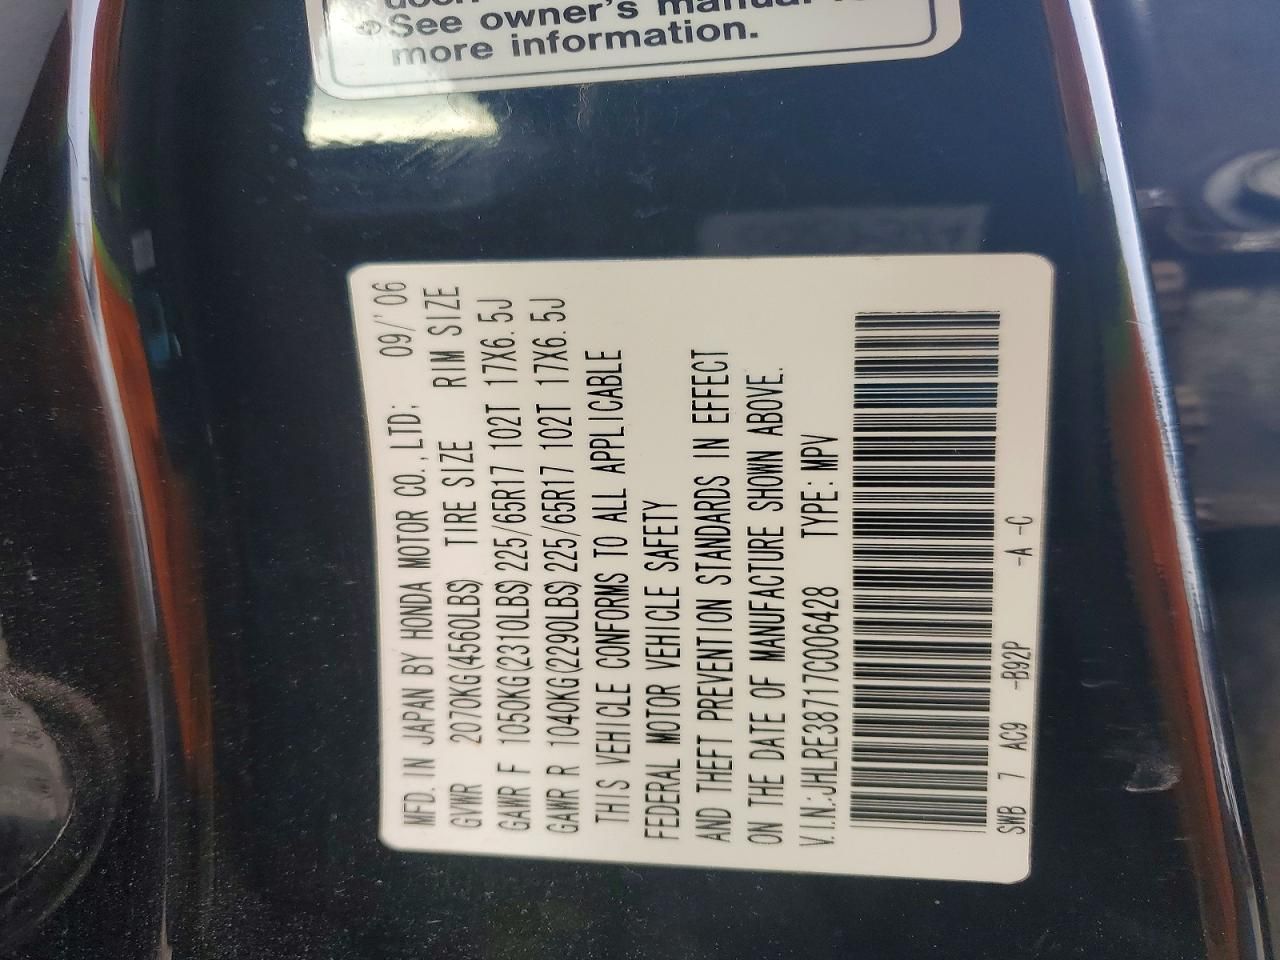 See owner's manual
more information.
MFD. IN JAPAN BY HONDA MOTOR CO., LTD. 09/'06
GVWR 2070KG(4560LBS) TIRE SIZE RIM SIZE
GAWR F 1050KG(2310LBS) 225/65R17 102T 17X6.5J
GAWR R 1040KG(2290LBS) 225/65R17 102T 17X6.5J
THIS VEHICLE CONFORMS TO ALL APPLICABLE
FEDERAL MOTOR VEHICLE SAFETY
AND THEFT PREVENTION STANDARDS IN EFFECT
ON THE DATE OF MANUFACTURE SHOWN ABOVE.
V.I.N.:JHLRE38717C006428 TYPE:MPV
SWB 7 AC9 -B92P -A -C